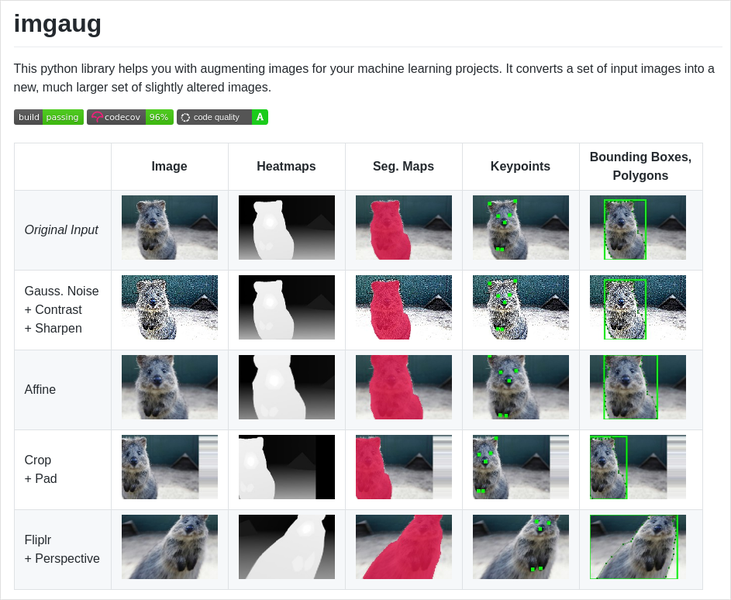 imgaug
This python library helps you with augmenting images for your machine learning projects. It converts a set of input images into a
new, much larger set of slightly altered images.
build passing codecov 96% code quality A
Image Heatmaps Seg. Maps Keypoints Bounding Boxes,
Polygons
Original Input
Gauss. Noise
+ Contrast
+ Sharpen
Affine
Crop
+ Pad
Fliplr
+ Perspective